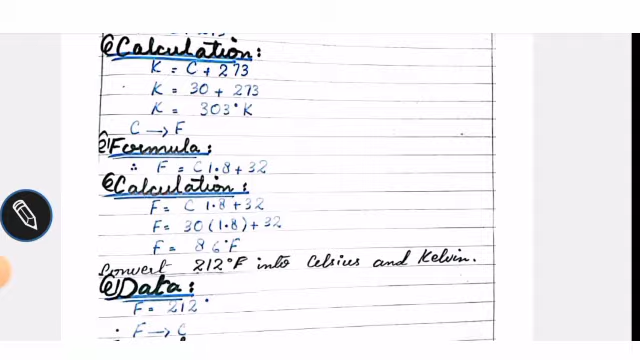 Calculation:
K = C + 273
K = 30 + 273
K = 303°K
C → F
Formula:
∴ F = C 1.8 + 32
Calculation:
F = C 1.8 + 32
F = 30 (1.8) + 32
F = 86°F
Convert 212°F into Celsius and Kelvin.
Data:
F = 212°
F → C